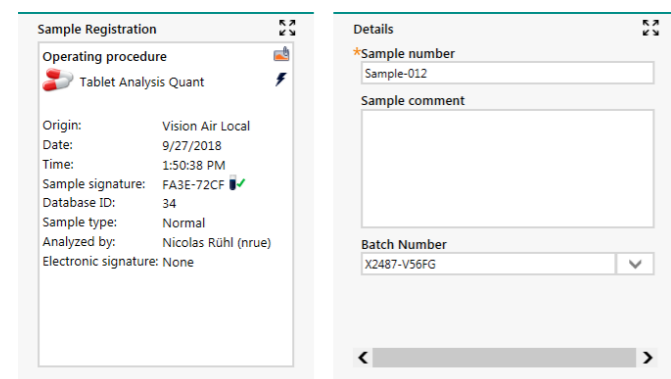 Sample Registration
Operating procedure
Tablet Analysis Quant
Origin: Vision Air Local
Date: 9/27/2018
Time: 1:50:38 PM
Sample signature: FA3E-72CF
Database ID: 34
Sample type: Normal
Analyzed by: Nicolas Rühl (nrue)
Electronic signature: None
Details
*Sample number
Sample-012
Sample comment
Batch Number
X2487-V56FG